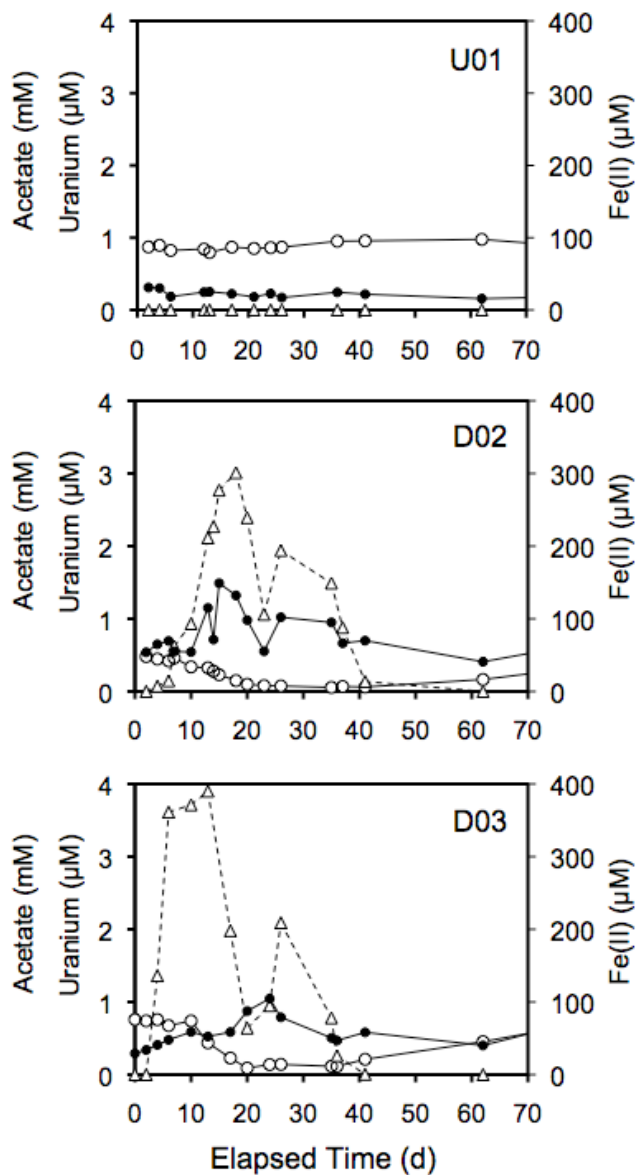 U01
Acetate (mM)
Uranium (µM)
Fe(II) (µM)
4 400
3 300
2 200
1 100
0 0
0 10 20 30 40 50 60 70
D02
Acetate (mM)
Uranium (µM)
Fe(II) (µM)
4 400
3 300
2 200
1 100
0 0
0 10 20 30 40 50 60 70
D03
Acetate (mM)
Uranium (µM)
Fe(II) (µM)
4 400
3 300
2 200
1 100
0 0
0 10 20 30 40 50 60 70
Elapsed Time (d)